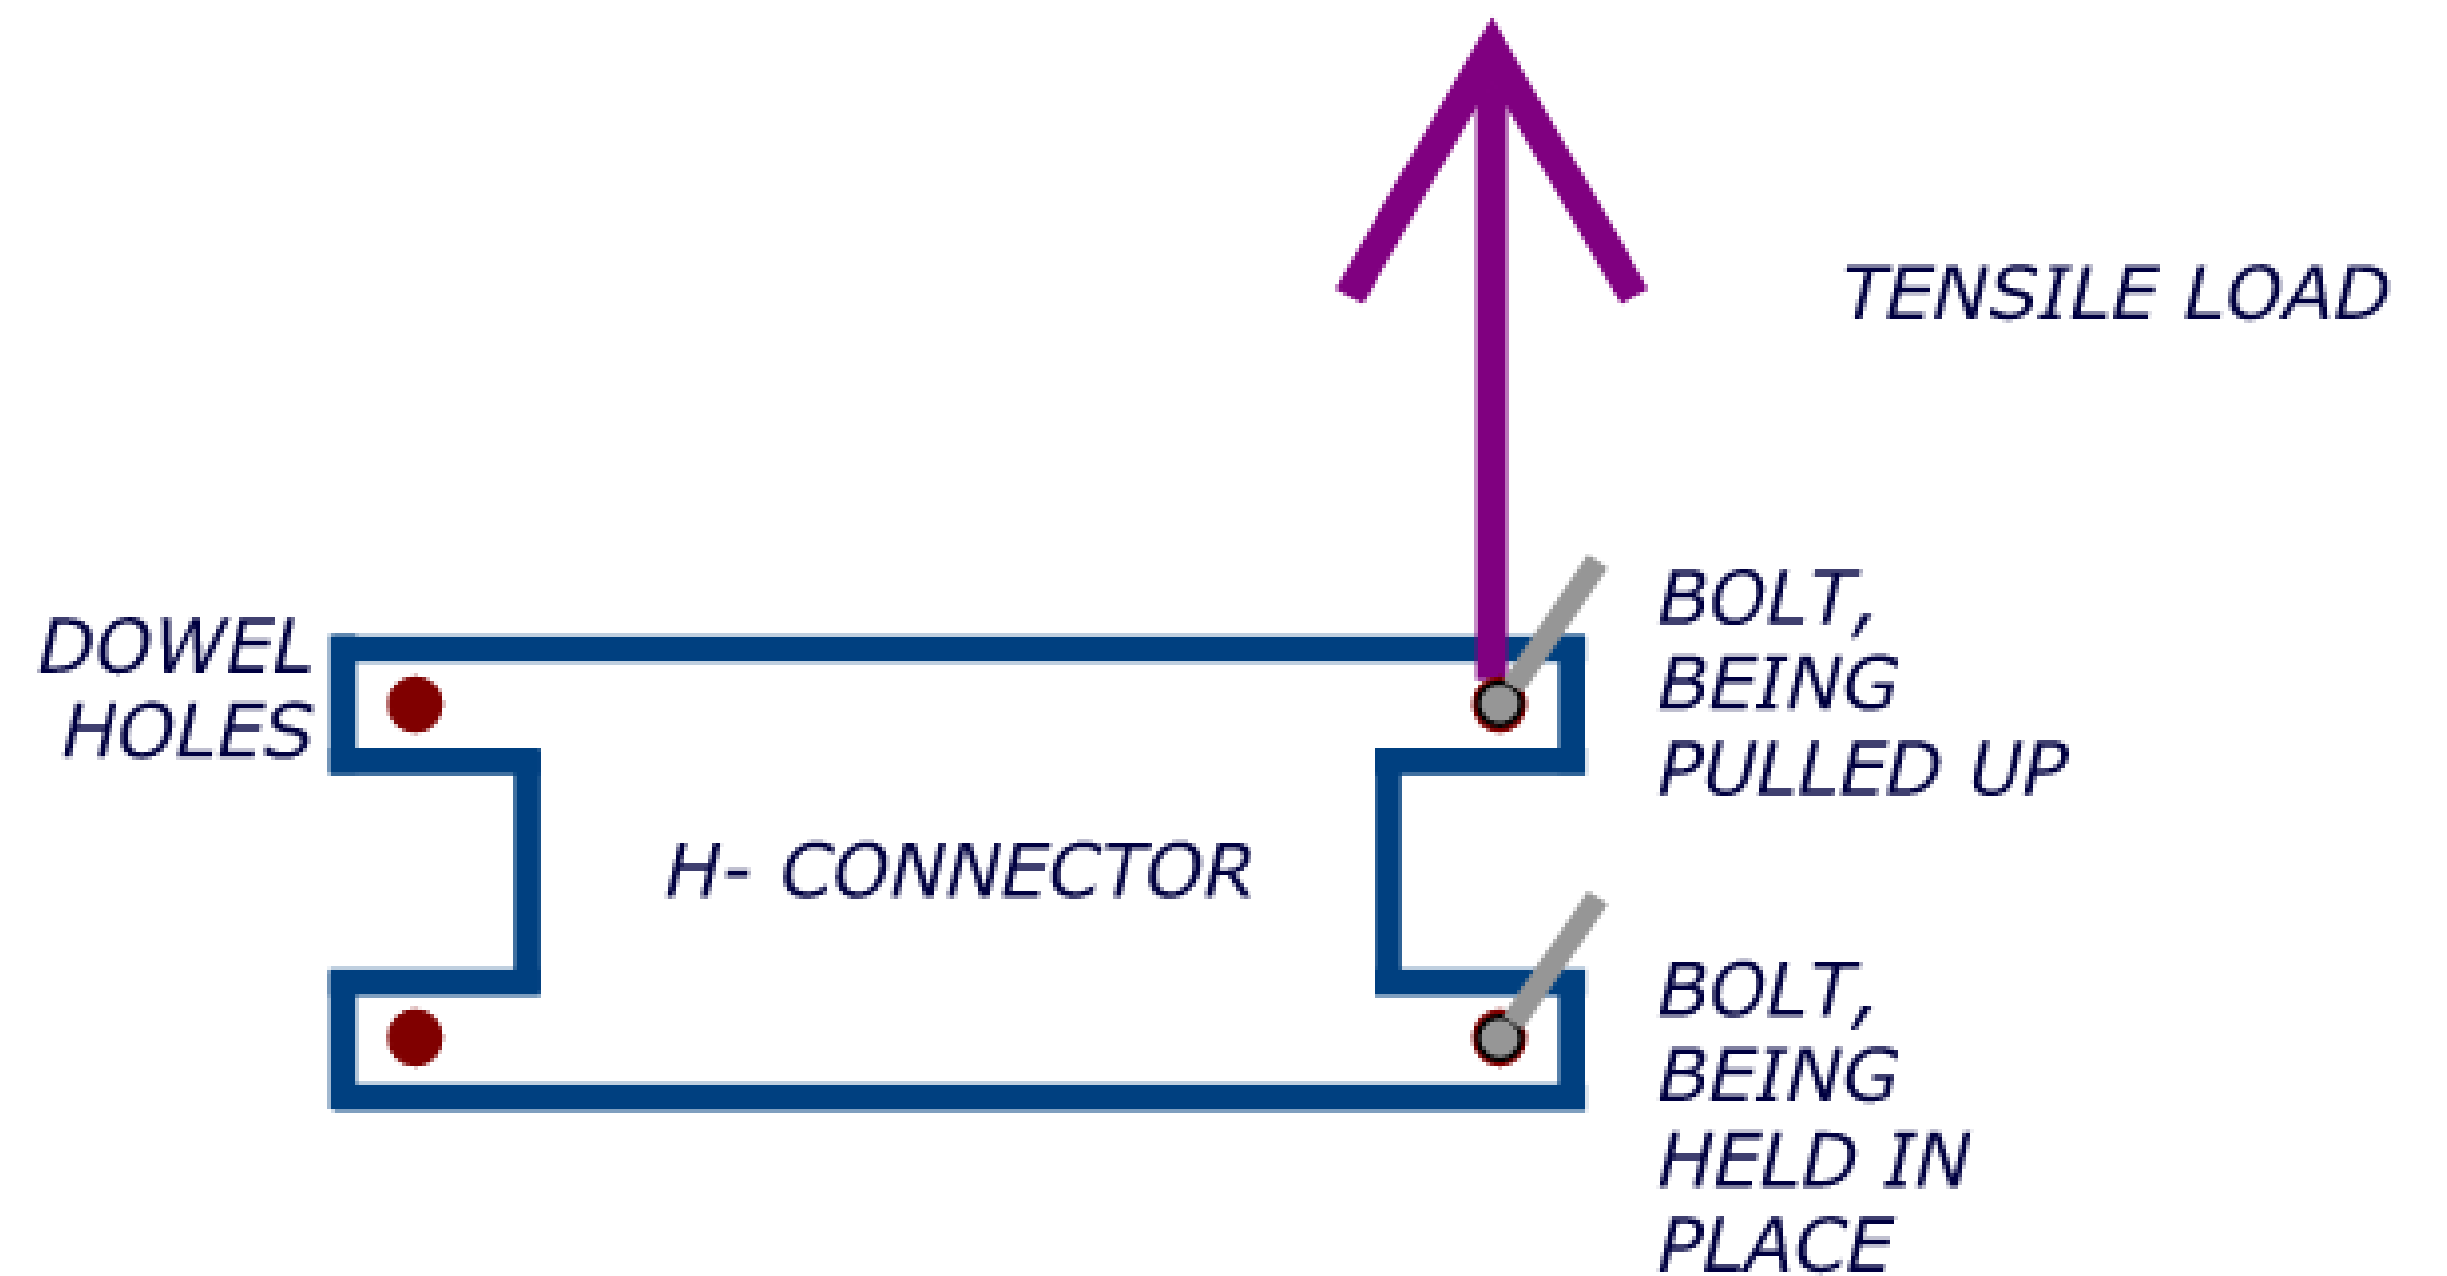 TENSILE LOAD
BOLT,
BEING
PULLED UP
DOWEL
HOLES
H- CONNECTOR
BOLT,
BEING
HELD IN
PLACE